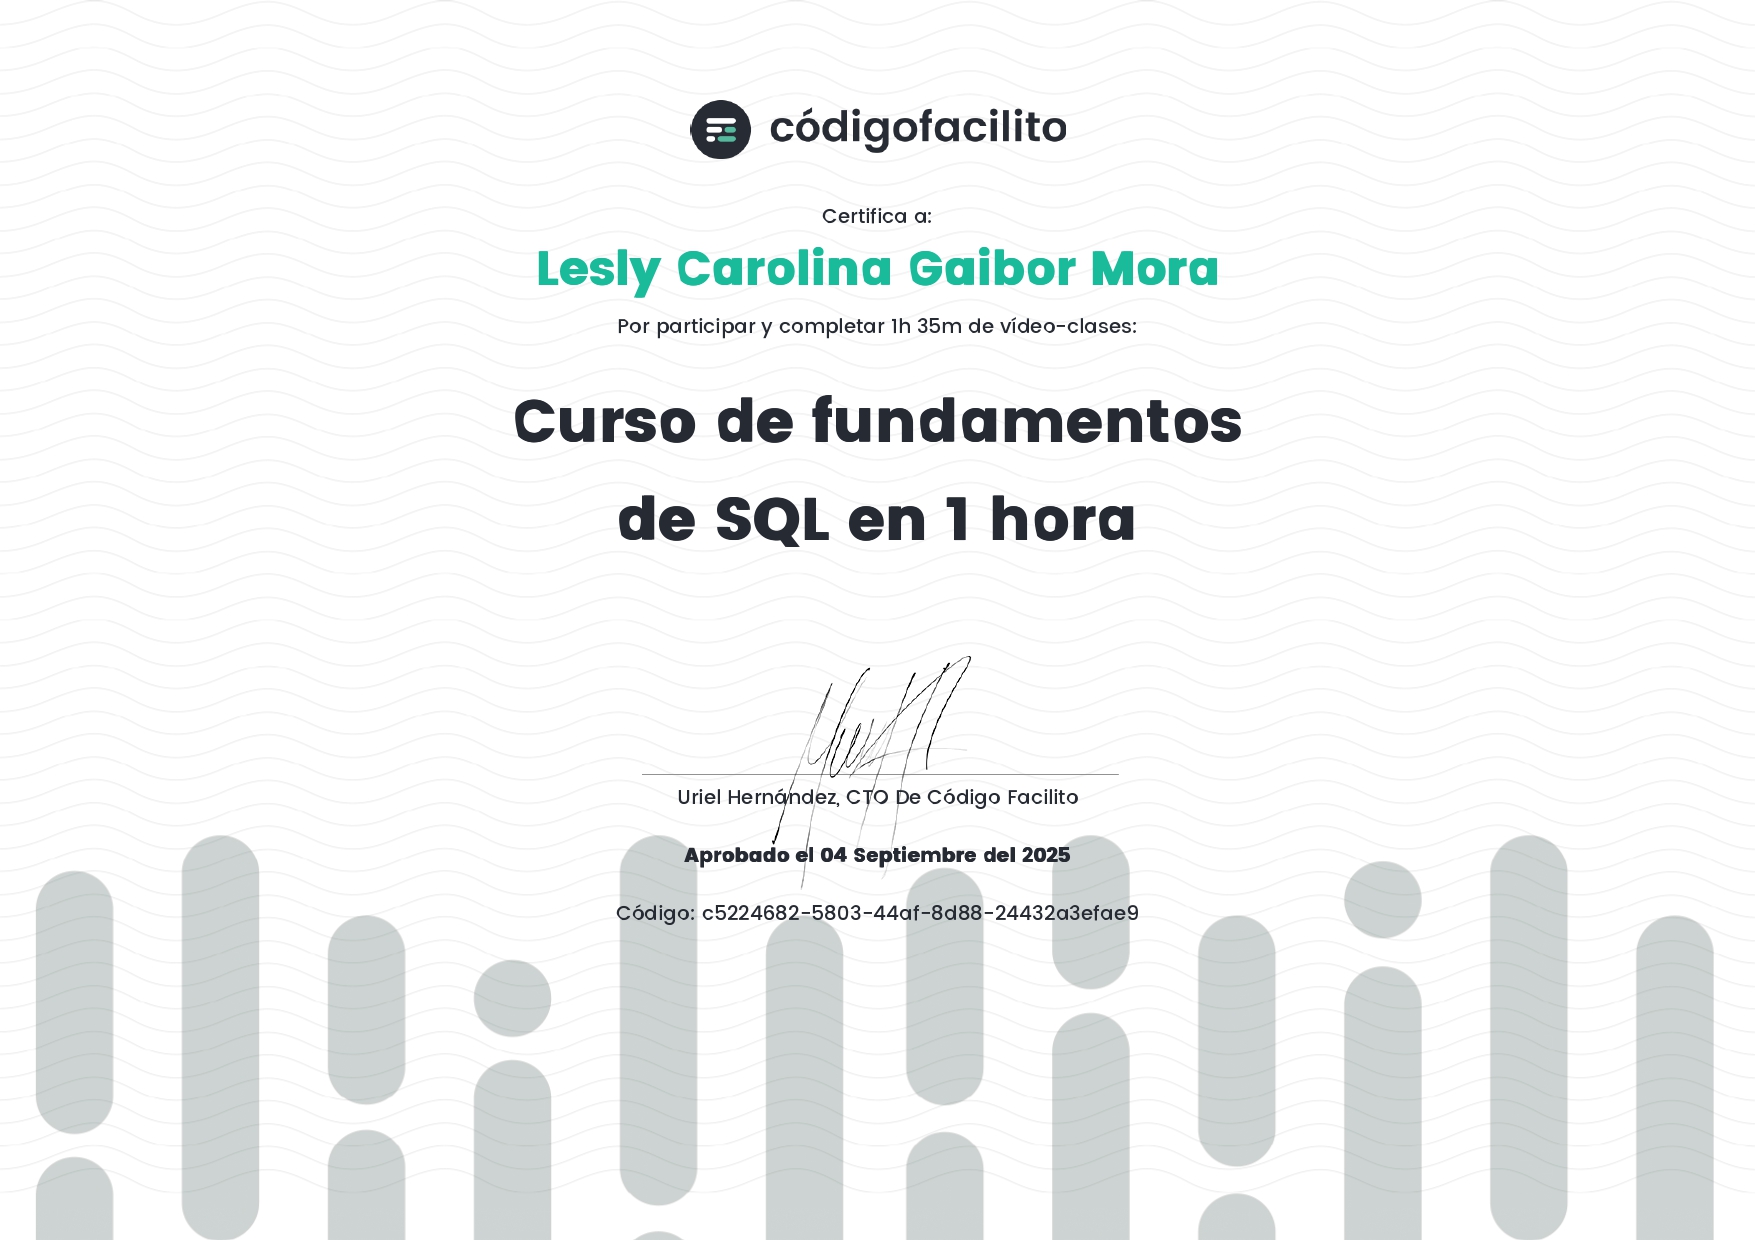 códigofacilito
Certifica a:
Lesly Carolina Gaibor Mora
Por participar y completar 1h 35m de vídeo-clases:
Curso de fundamentos
de SQL en 1 hora
Uriel Hernández, CTO De Código Facilito
Aprobado el 04 Septiembre del 2025
Código: c5224682-5803-44af-8d88-24432a3efae9